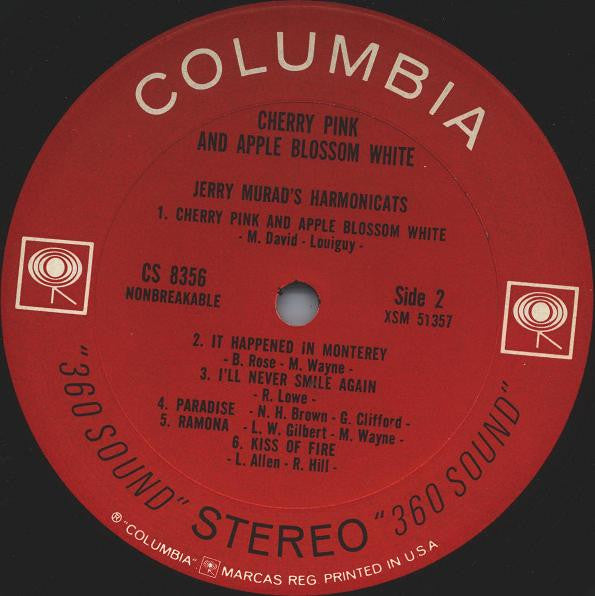 COLUMBIA
CHERRY PINK
AND APPLE BLOSSOM WHITE
JERRY MURAD'S HARMONICATS
1. CHERRY PINK AND APPLE BLOSSOM WHITE
- M. David - Louiguy -
CS 8356
NONBREAKABLE
Side 2
XSM 51357
2. IT HAPPENED IN MONTEREY
- B. Rose - M. Wayne -
3. I'LL NEVER SMILE AGAIN
- R. Lowe -
4. PARADISE - N. H. Brown - G. Clifford -
5. RAMONA - L. W. Gilbert - M. Wayne -
6. KISS OF FIRE
- L. Allen - R. Hill -
"360 SOUND" STEREO "360 SOUND"
® "COLUMBIA" MARCAS REG. PRINTED IN U S A